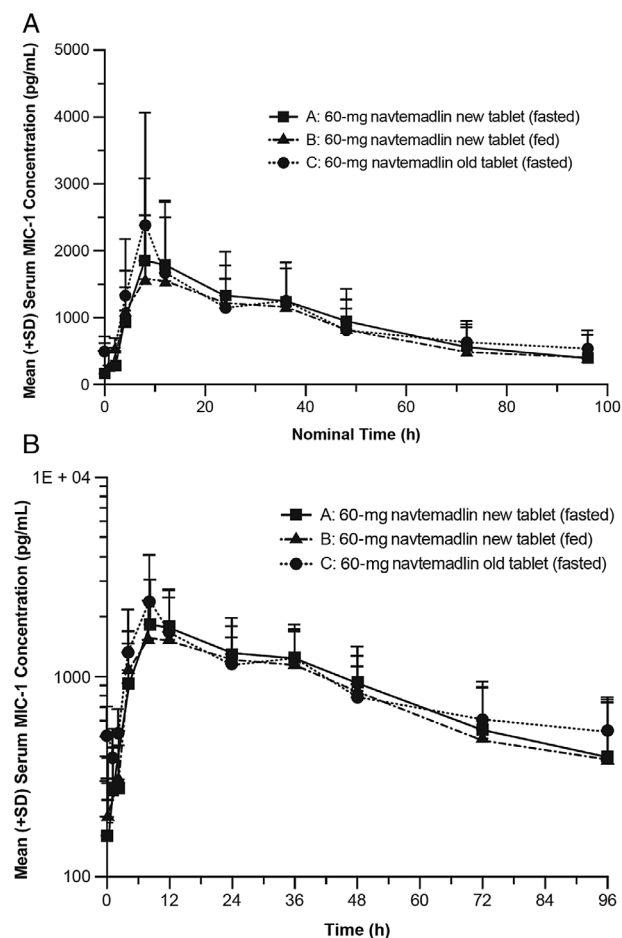 A
Mean (+SD) Serum MIC-1 Concentration (pg/mL)
5000
4000
3000
2000
1000
0
A: 60-mg navtemadlin new tablet (fasted)
B: 60-mg navtemadlin new tablet (fed)
C: 60-mg navtemadlin old tablet (fasted)
0 20 40 60 80 100
Nominal Time (h)
B
Mean (+SD) Serum MIC-1 Concentration (pg/mL)
1E + 04
1000
100
A: 60-mg navtemadlin new tablet (fasted)
B: 60-mg navtemadlin new tablet (fed)
C: 60-mg navtemadlin old tablet (fasted)
0 12 24 36 48 60 72 84 96
Time (h)